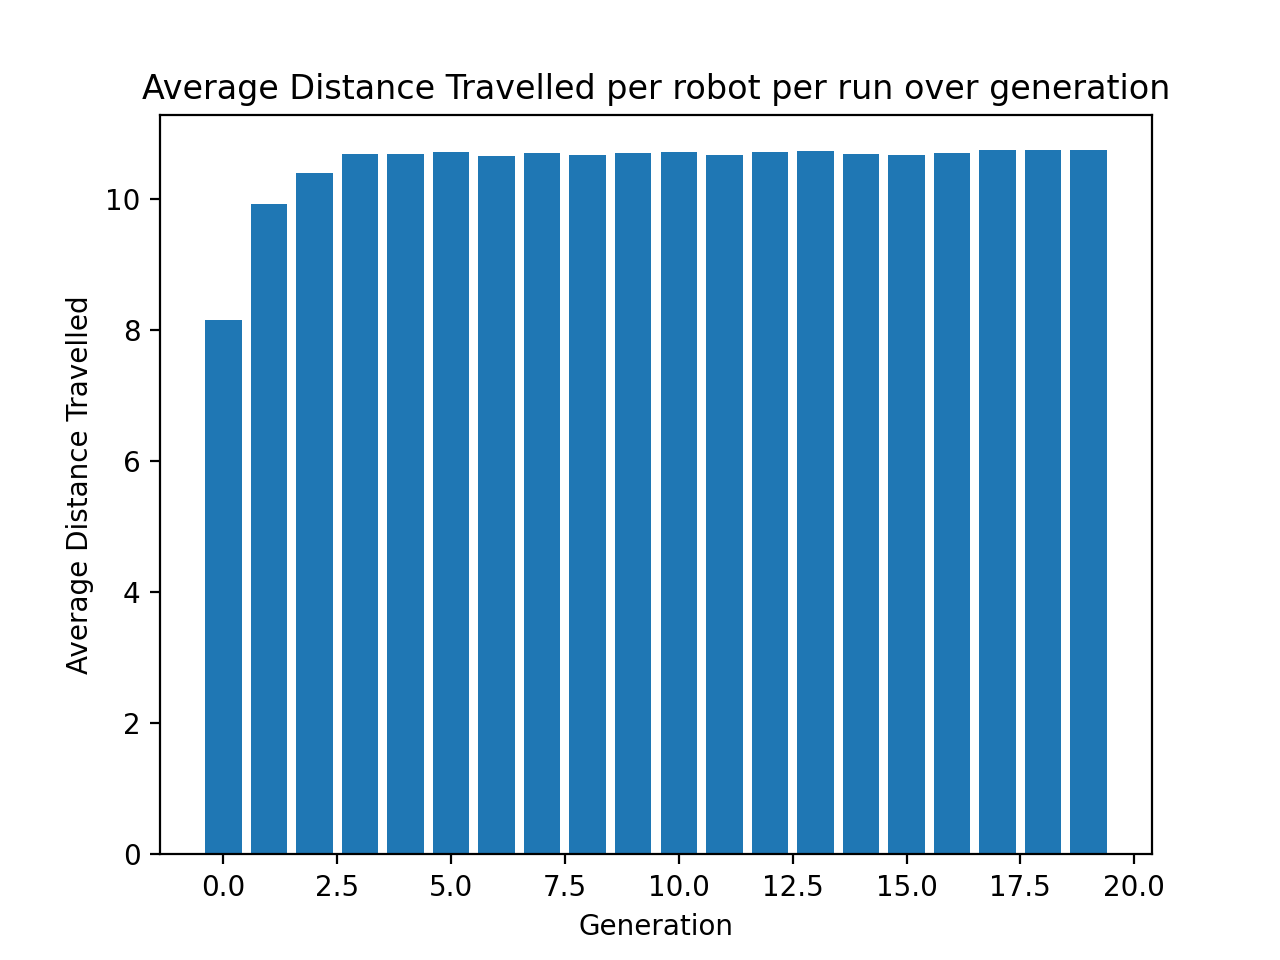 Average Distance Travelled per robot per run over generation
Average Distance Travelled
10
8
6
4
2
0
0.0 2.5 5.0 7.5 10.0 12.5 15.0 17.5 20.0
Generation